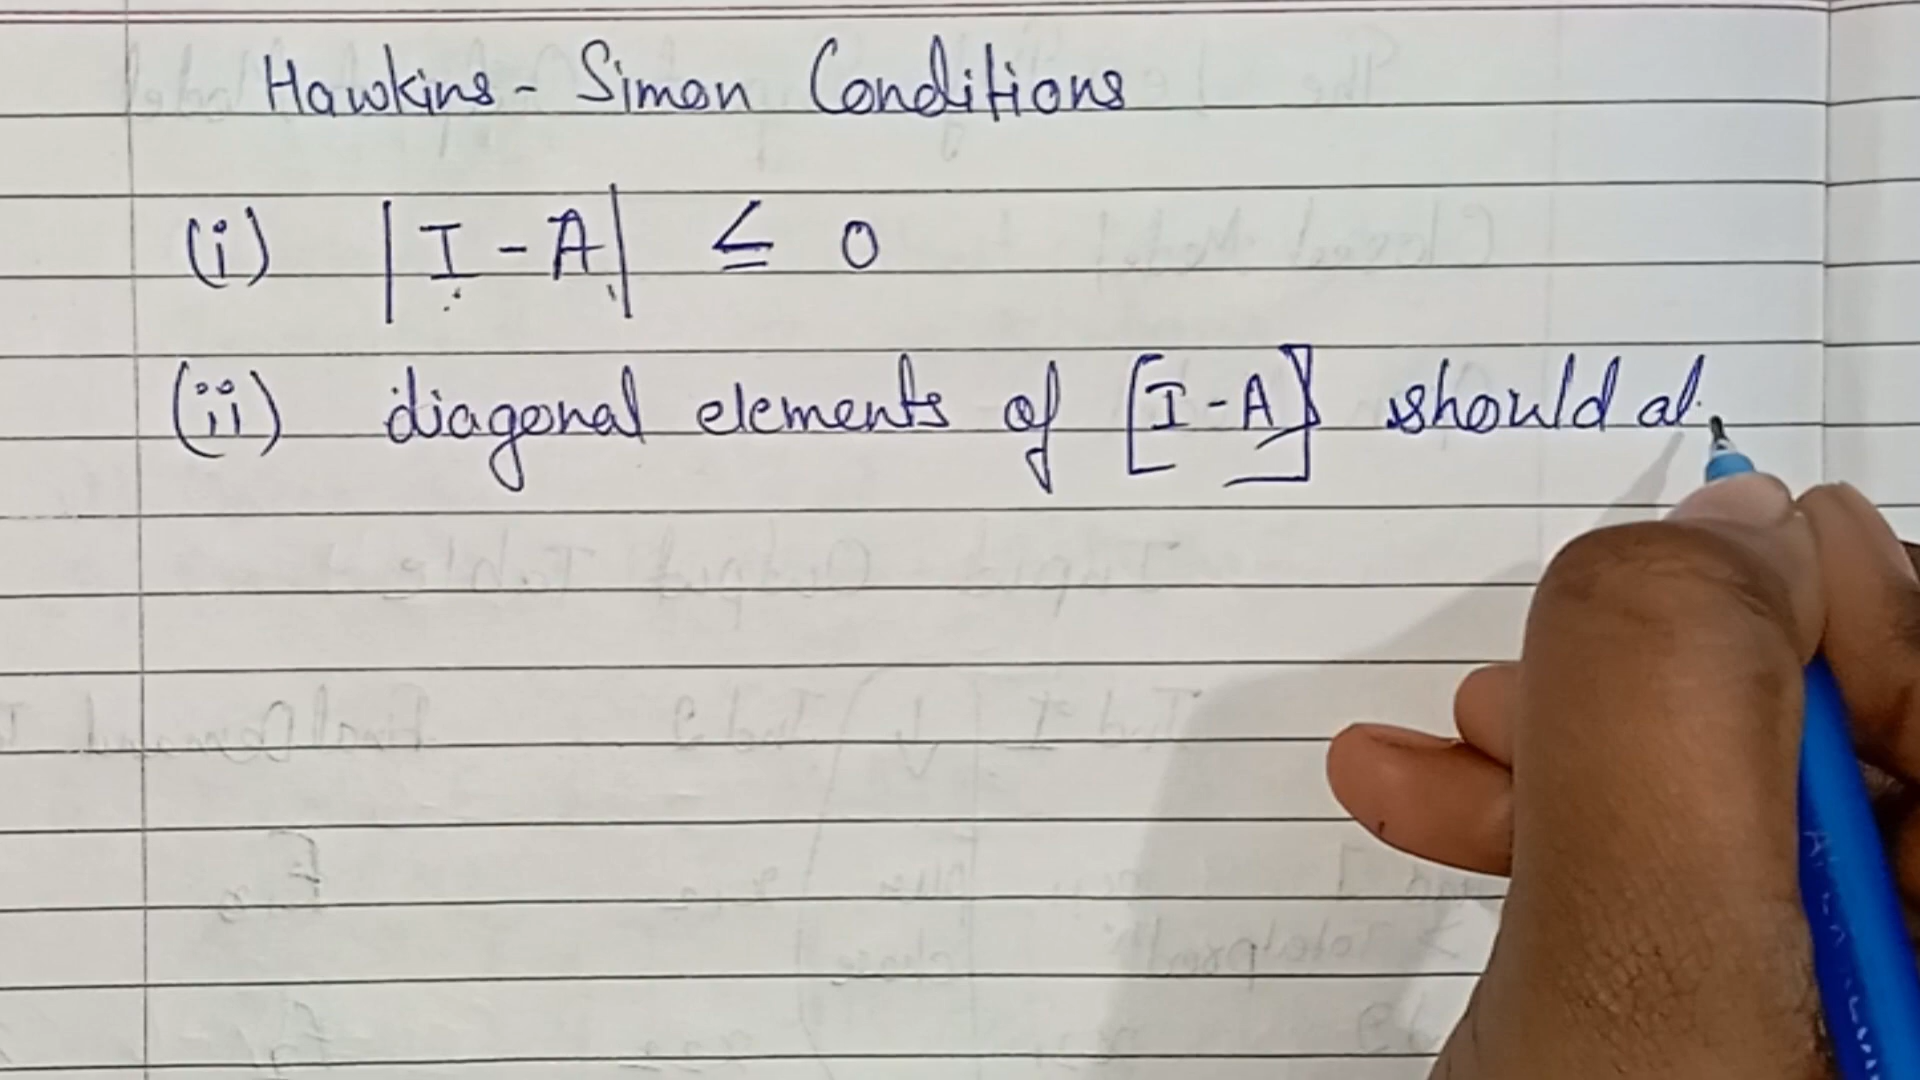 Hawkins - Simon Conditions
(i) |I - A| ≤ 0
(ii) diagonal elements of [I - A] should al